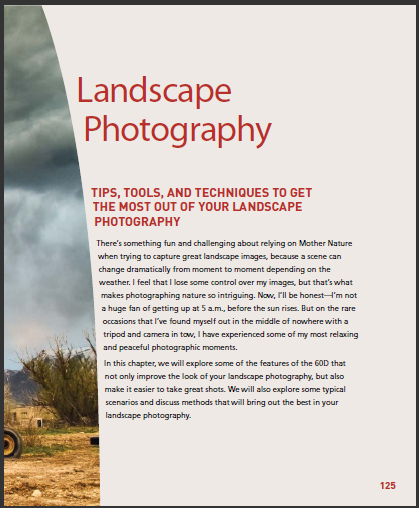 Landscape
Photography
TIPS, TOOLS, AND TECHNIQUES TO GET
THE MOST OUT OF YOUR LANDSCAPE
PHOTOGRAPHY
There's something fun and challenging about relying on Mother Nature
when trying to capture great landscape images, because a scene can
change dramatically from moment to moment depending on the
weather. I feel that I lose some control over my images, but that's what
makes photographing nature so intriguing. Now, I'll be honest—I'm not
a huge fan of getting up at 5 a.m., before the sun rises. But on the rare
occasions that I've found myself out in the middle of nowhere with a
tripod and camera in tow, I have experienced some of my most relaxing
and peaceful photographic moments.
In this chapter, we will explore some of the features of the 60D that
not only improve the look of your landscape photography, but also
make it easier to take great shots. We will also explore some typical
scenarios and discuss methods that will bring out the best in your
landscape photography.
125